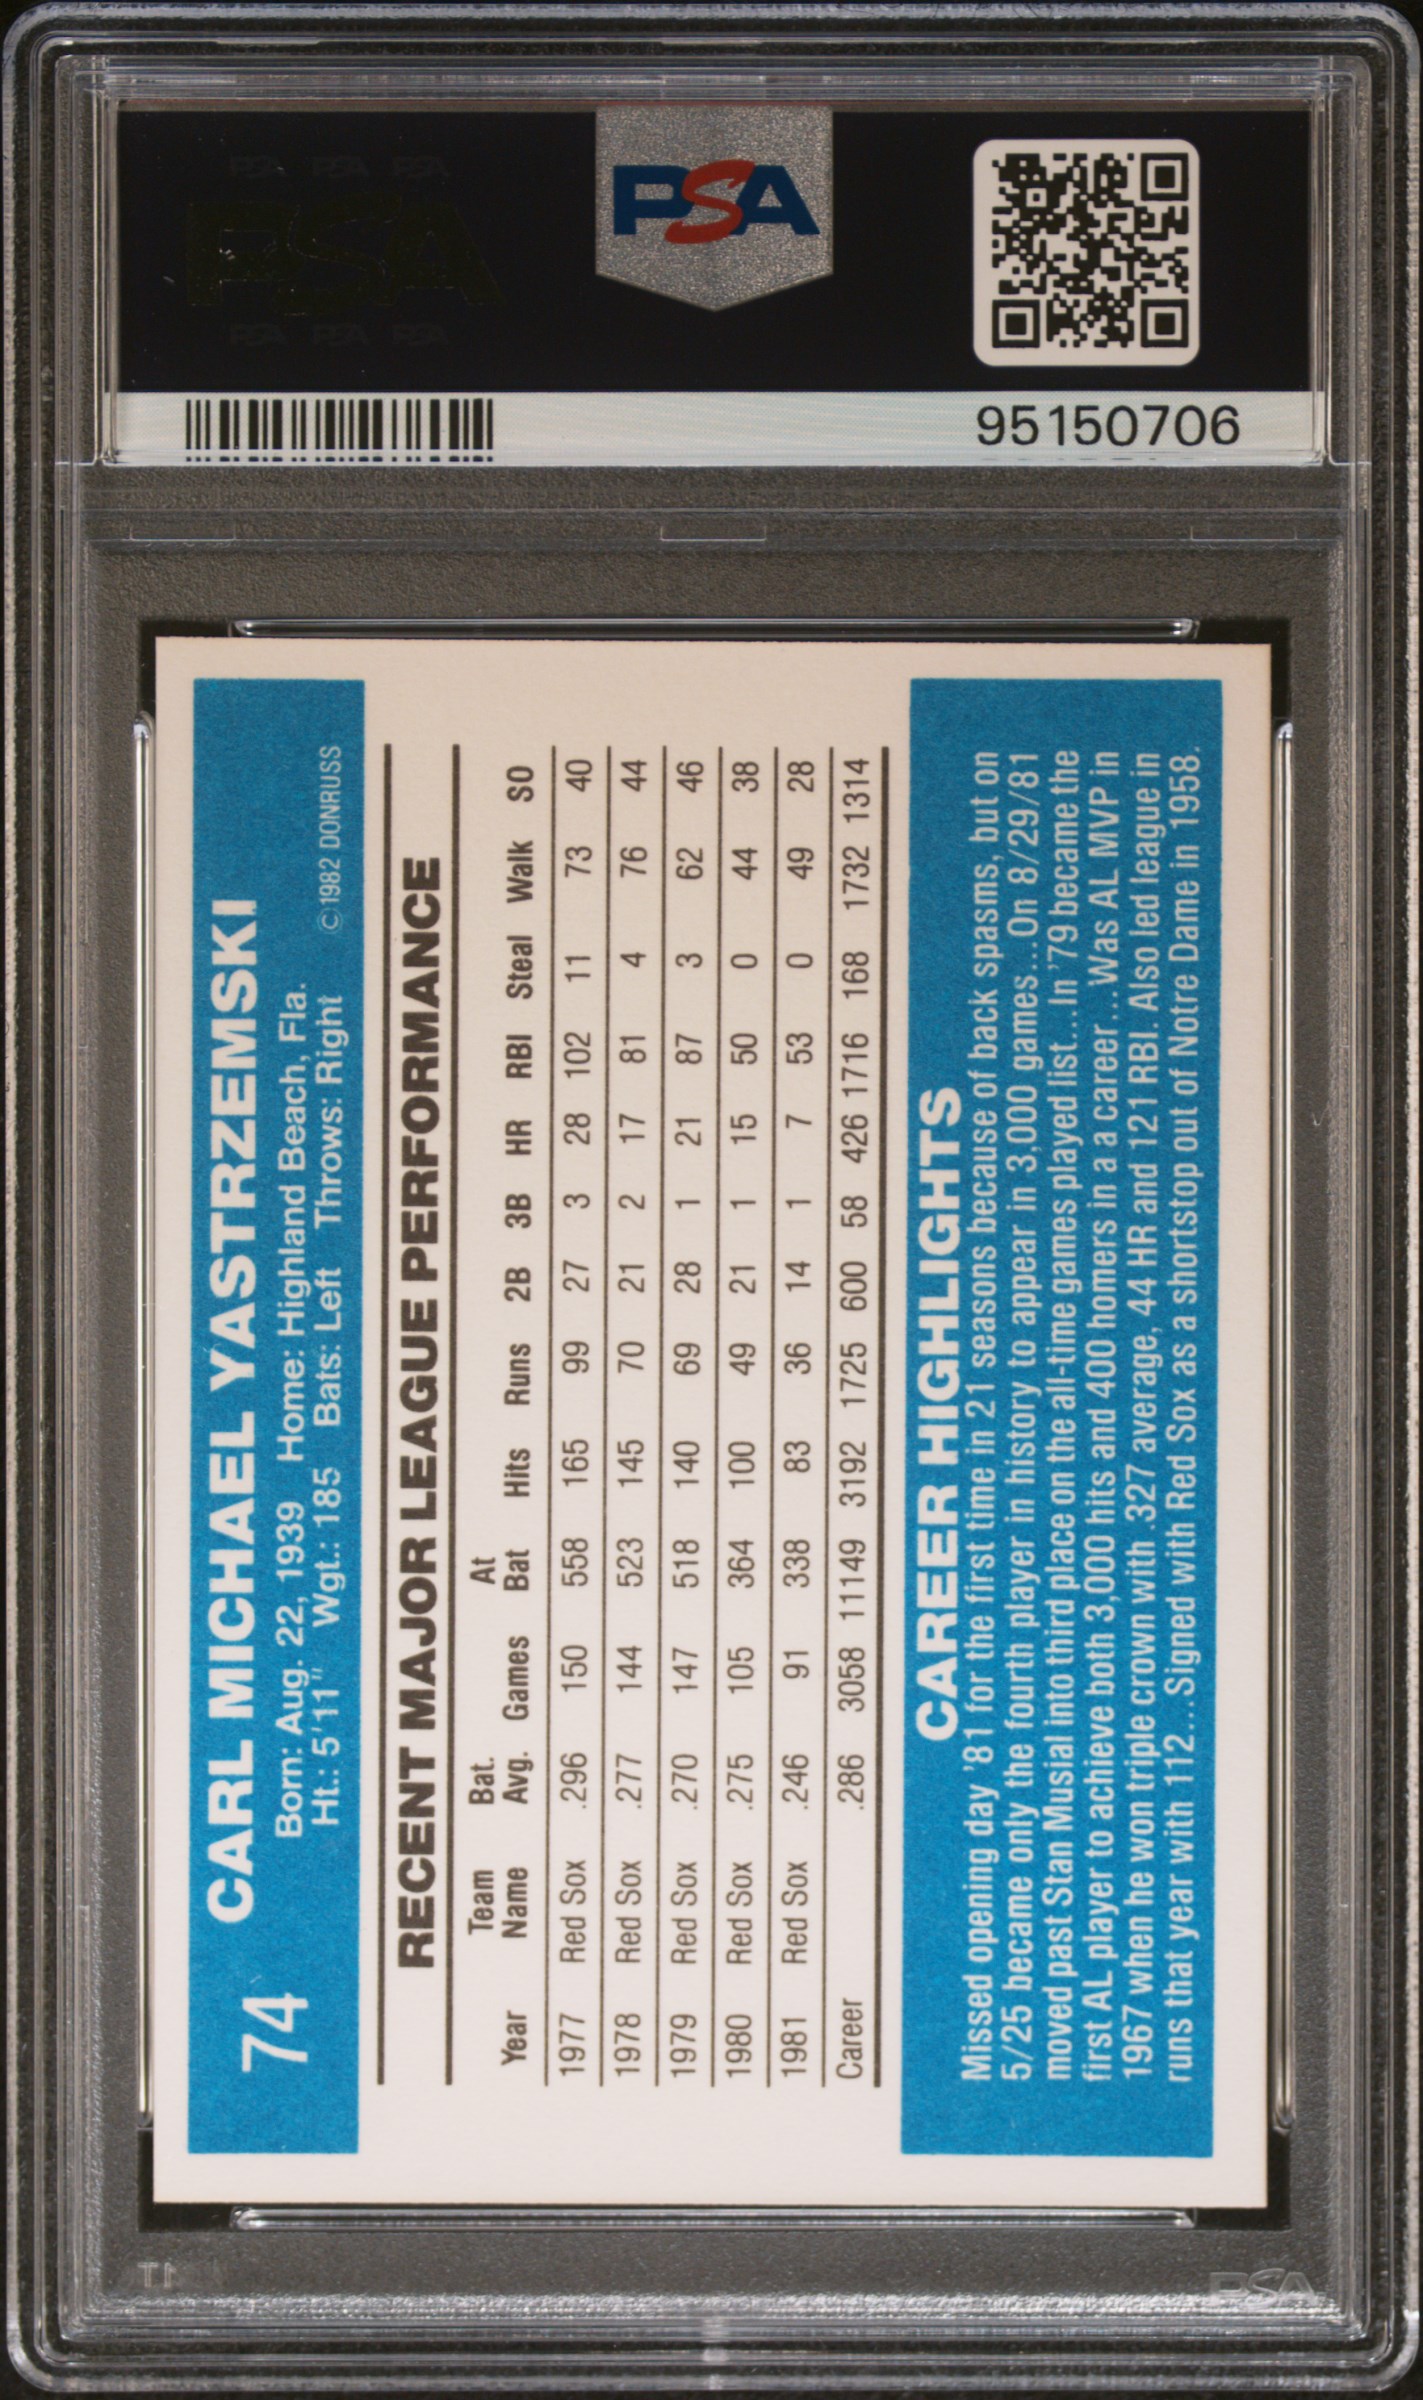 PSA PSA PSA
PSA
PSA PSA PSA
PSA
95150706
74 CARL MICHAEL YASTRZEMSKI
Born: Aug. 22, 1939 Home: Highland Beach, Fla.
Ht.: 5'11" Wgt.: 185 Bats: Left Throws: Right ©1982 DONRUSS
RECENT MAJOR LEAGUE PERFORMANCE
Year Team Name Bat. Avg. Games At Bat Hits Runs 2B 3B HR RBI Steal Walk SO
1977 Red Sox .296 150 558 165 99 27 3 28 102 11 73 40
1978 Red Sox .277 144 523 145 70 21 2 17 81 4 76 44
1979 Red Sox .270 147 518 140 69 28 1 21 87 3 62 46
1980 Red Sox .275 105 364 100 49 21 1 15 50 0 44 38
1981 Red Sox .246 91 338 83 36 14 1 7 53 0 49 28
Career .286 3058 11149 3192 1725 600 58 426 1716 168 1732 1314
CAREER HIGHLIGHTS
Missed opening day '81 for the first time in 21 seasons because of back spasms, but on
5/25 became only the fourth player in history to appear in 3,000 games...On 8/29/81
moved past Stan Musial into third place on the all-time games played list...In '79 became the
first AL player to achieve both 3,000 hits and 400 homers in a a career...Was AL MVP in
1967 when he won triple crown with .327 average, 44 HR and 121 RBI. Also led league in
runs that year with 112...Signed with Red Sox as a shortstop out of Notre Dame in 1958.
PSA